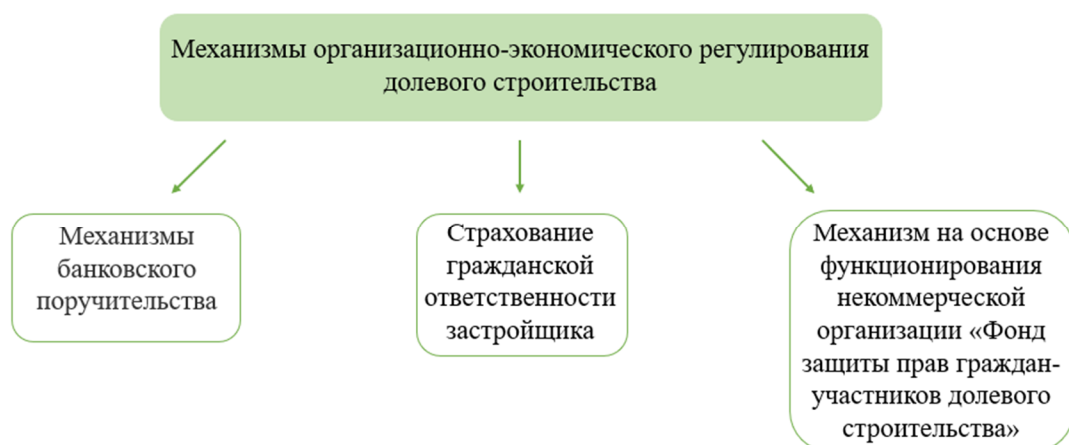 Механизмы организационно-экономического регулирования
долевого строительства
Механизмы
банковского
поручительства
Страхование
гражданской
ответственности
застройщика
Механизм на основе
функционирования
некоммерческой
организации «Фонд
защиты прав граждан-
участников долевого
строительства»